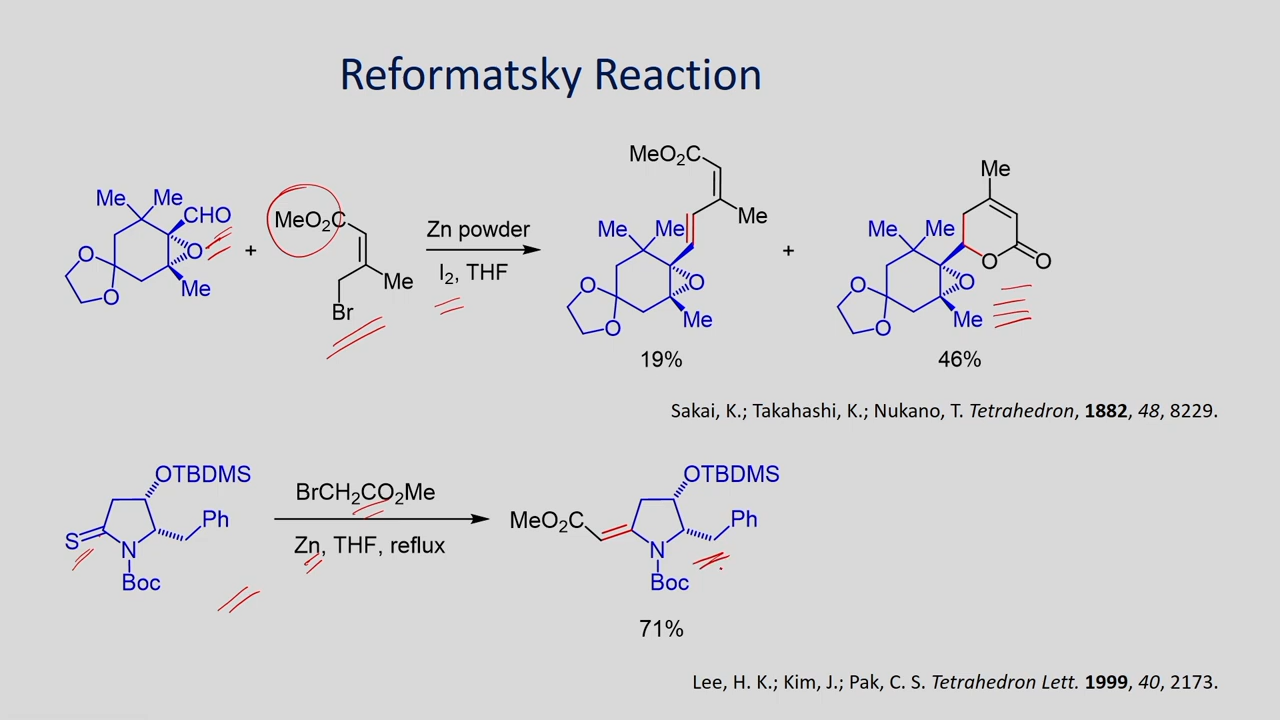 Reformatsky Reaction
Me Me CHO
O
O
O
Me
+
MeO2C
Me
Br
Zn powder
I2, THF
MeO2C
Me
Me Me
O
O
O
Me
19%
+
Me
Me Me
O O
O
O
O
Me
46%
Sakai, K.; Takahashi, K.; Nukano, T. Tetrahedron, 1882, 48, 8229.
OTBDMS
Ph
S
N
Boc
BrCH2CO2Me
Zn, THF, reflux
OTBDMS
MeO2C
Ph
N
Boc
71%
Lee, H. K.; Kim, J.; Pak, C. S. Tetrahedron Lett. 1999, 40, 2173.